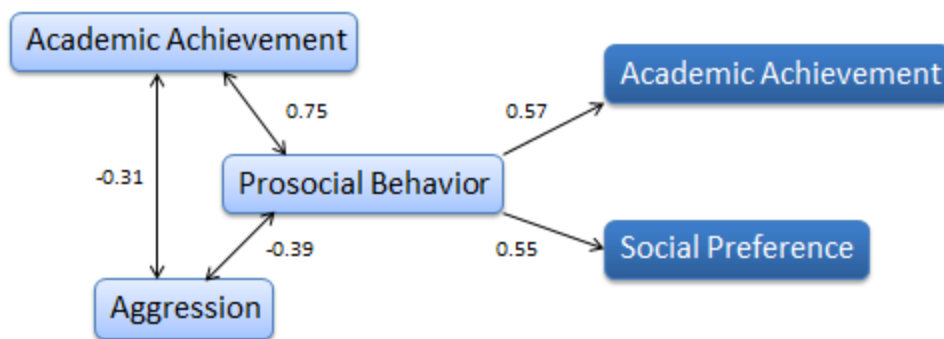 Academic Achievement
Academic Achievement
0.75
0.57
-0.31
Prosocial Behavior
-0.39
0.55
Social Preference
Aggression